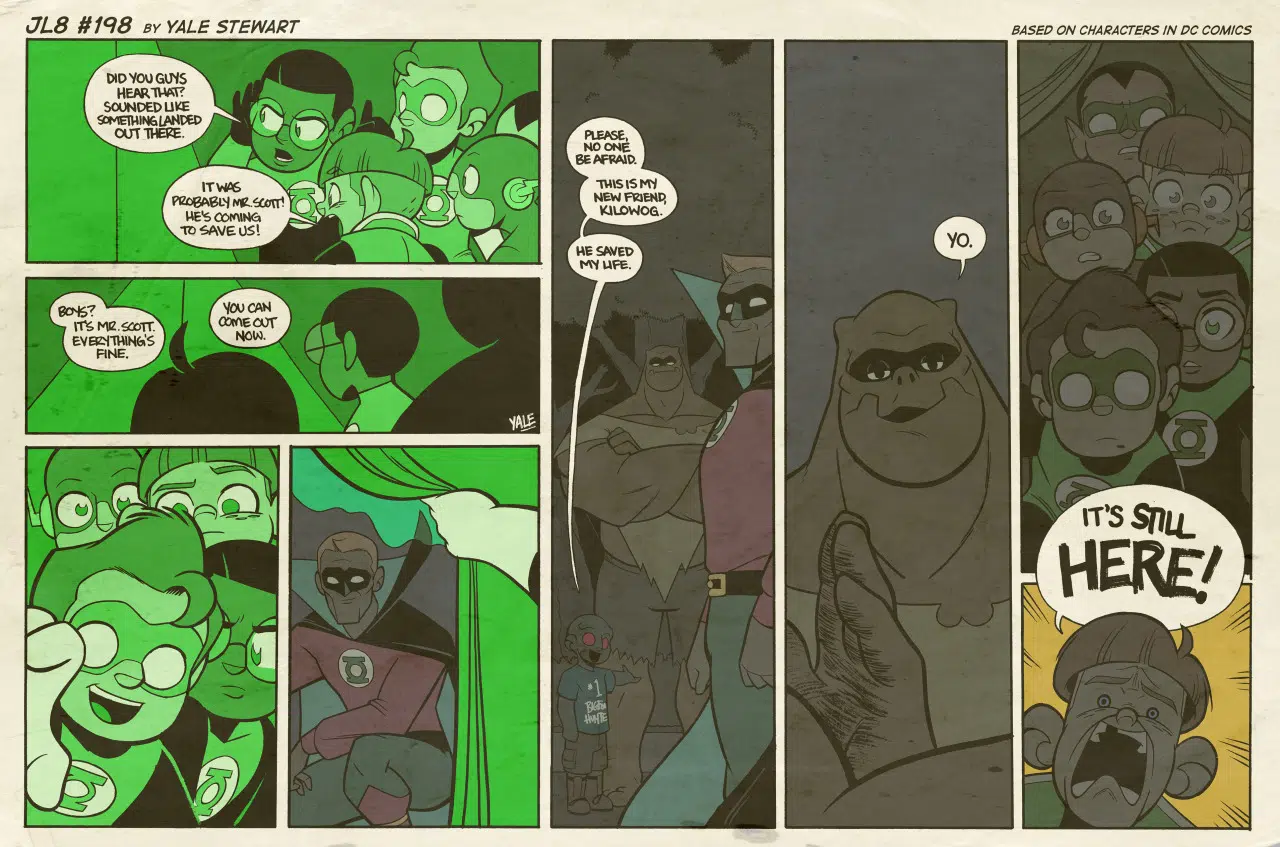 JL8 #198 BY YALE STEWART
BASED ON CHARACTERS IN DC COMICS
DID YOU GUYS
HEAR THAT?
SOUNDED LIKE
SOMETHING LANDED
OUT THERE.
IT WAS
PROBABLY MR. SCOTT!
HE'S COMING
TO SAVE US!
BOYS?
IT'S MR. SCOTT.
EVERYTHING'S
FINE.
YOU CAN
COME OUT
NOW.
YALE
PLEASE,
NO ONE
BE AFRAID.
THIS IS MY
NEW FRIEND,
KILOWOG.
HE SAVED
MY LIFE.
#1
YO.
IT'S STILL
HERE!